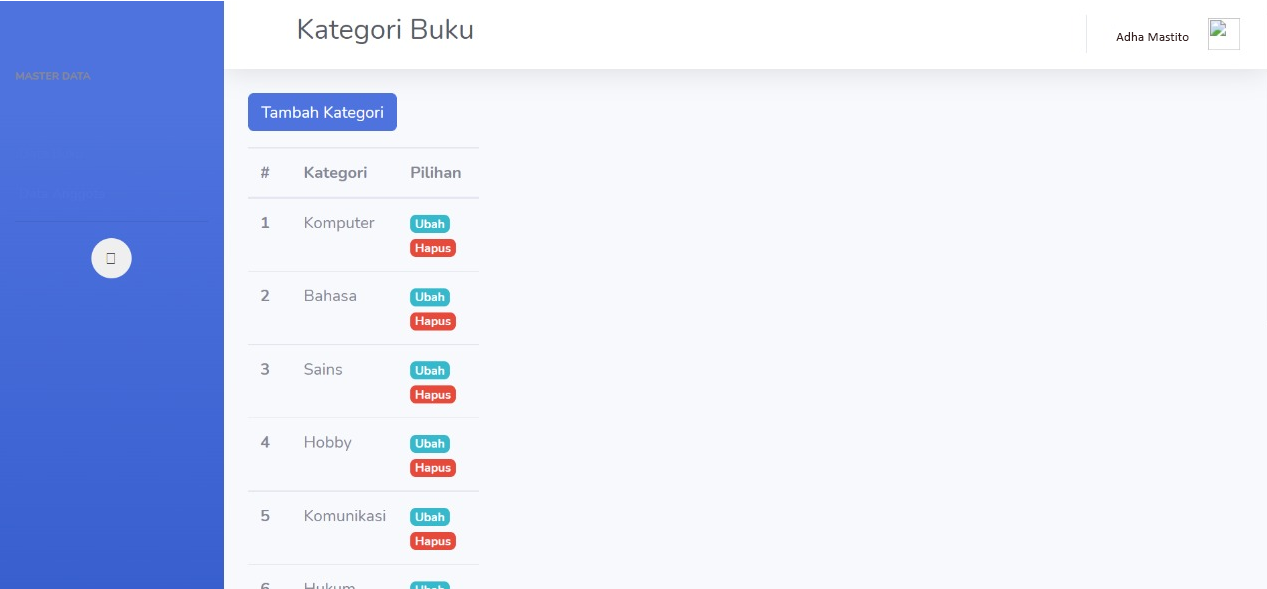 Kategori Buku
Adha Mastito
MASTER DATA
Tambah Kategori
# Kategori Pilihan
1 Komputer Ubah
Hapus
2 Bahasa Ubah
Hapus
3 Sains Ubah
Hapus
4 Hobby Ubah
Hapus
5 Komunikasi Ubah
Hapus
6 Hukum Ubah